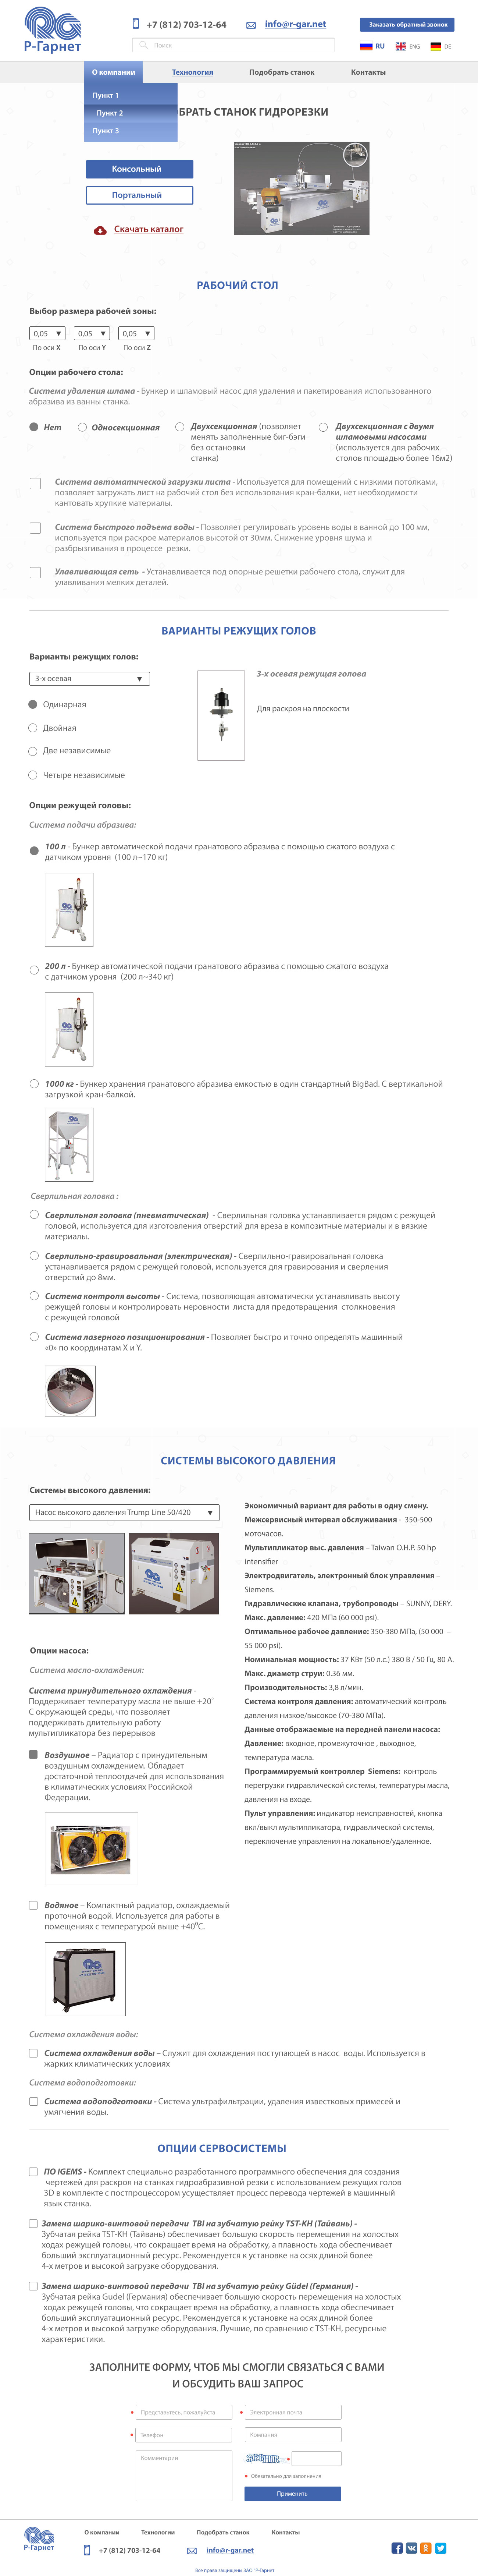 Р-Гарнет
+7 (812) 703-12-64
info@r-gar.net
Заказать обратный звонок
Поиск
RU ENG DE
О компании Технология Подобрать станок Контакты
Пункт 1
Пункт 2
Пункт 3
БРАТЬ СТАНОК ГИДРОРЕЗКИ
Консольный
Портальный
Скачать каталог
РАБОЧИЙ СТОЛ
Выбор размера рабочей зоны:
0,05 ▼ 0,05 ▼ 0,05 ▼
По оси X По оси Y По оси Z
Опции рабочего стола:
Система удаления шлама - Бункер и шламовый насос для удаления и пакетирования использованного
абразива из ванны станка.
Нет
Односекционная
Двухсекционная (позволяет
менять заполненные биг-бэги
без остановки
станка)
Двухсекционная с двумя
шламовыми насосами
(используется для рабочих
столов площадью более 16м2)
Система автоматической загрузки листа - Используется для помещений с низкими потолками,
позволяет загружать лист на рабочий стол без использования кран-балки, нет необходимости
кантовать хрупкие материалы.
Система быстрого подъема воды - Позволяет регулировать уровень воды в ванной до 100 мм,
используется при раскрое материалов высотой от 30мм. Снижение уровня шума и
разбрызгивания в процессе резки.
Улавливающая сеть - Устанавливается под опорные решетки рабочего стола, служит для
улавливания мелких деталей.
ВАРИАНТЫ РЕЖУЩИХ ГОЛОВ
Варианты режущих голов:
3-х осевая ▼
Одинарная
Двойная
Две независимые
Четыре независимые
3-х осевая режущая голова
Для раскроя на плоскости
Опции режущей головы:
Система подачи абразива:
100 л - Бункер автоматической подачи гранатового абразива с помощью сжатого воздуха с
датчиком уровня (100 л~170 кг)
200 л - Бункер автоматической подачи гранатового абразива с помощью сжатого воздуха
с датчиком уровня (200 л~340 кг)
1000 кг - Бункер хранения гранатового абразива емкостью в один стандартный BigBad. С вертикальной
загрузкой кран-балкой.
Сверлильная головка :
Сверлильная головка (пневматическая) - Сверлильная головка устанавливается рядом с режущей
головой, используется для изготовления отверстий для вреза в композитные материалы и в вязкие
материалы.
Сверлильно-гравировальная (электрическая) - Сверлильно-гравировальная головка
устанавливается рядом с режущей головой, используется для гравирования и сверления
отверстий до 8мм.
Система контроля высоты - Система, позволяющая автоматически устанавливать высоту
режущей головы и контролировать неровности листа для предотвращения столкновения
с режущей головой
Система лазерного позиционирования - Позволяет быстро и точно определять машинный
«0» по координатам X и Y.
СИСТЕМЫ ВЫСОКОГО ДАВЛЕНИЯ
Системы высокого давления:
Насос высокого давления Trump Line 50/420 ▼
Экономичный вариант для работы в одну смену.
Межсервисный интервал обслуживания - 350-500
моточасов.
Мультипликатор выс. давления – Taiwan O.H.P. 50 hp
intensifier
Электродвигатель, электронный блок управления –
Siemens.
Гидравлические клапана, трубопроводы – SUNNY, DERY.
Макс. давление: 420 МПа (60 000 psi).
Оптимальное рабочее давление: 350-380 МПа, (50 000 –
55 000 psi).
Номинальная мощность: 37 КВт (50 л.с.) 380 В / 50 Гц, 80 А.
Макс. диаметр струи: 0.36 мм.
Производительность: 3,8 л/мин.
Система контроля давления: автоматический контроль
давления низкое/высокое (70-380 МПа).
Данные отображаемые на передней панели насоса:
Давление: входное, промежуточное , выходное,
температура масла.
Программируемый контроллер Siemens: контроль
перегрузки гидравлической системы, температуры масла,
давления на входе.
Пульт управления: индикатор неисправностей, кнопка
вкл/выкл мультипликатора, гидравлической системы,
переключение управления на локальное/удаленное.
Опции насоса:
Система масло-охлаждения:
Система принудительного охлаждения -
Поддерживает температуру масла не выше +20˚
С окружающей среды, что позволяет
поддерживать длительную работу
мультипликатора без перерывов
Воздушное – Радиатор с принудительным
воздушным охлаждением. Обладает
достаточной теплоотдачей для использования
в климатических условиях Российской
Федерации.
Водяное – Компактный радиатор, охлаждаемый
проточной водой. Используется для работы в
помещениях с температурой выше +40⁰С.
Система охлаждения воды:
Система охлаждения воды – Служит для охлаждения поступающей в насос воды. Используется в
жарких климатических условиях
Система водоподготовки:
Система водоподготовки - Система ультрафильтрации, удаления известковых примесей и
умягчения воды.
ОПЦИИ СЕРВОСИСТЕМЫ
ПО IGEMS - Комплект специально разработанного программного обеспечения для создания
чертежей для раскроя на станках гидроабразивной резки с использованием режущих голов
3D в комплекте с постпроцессором осуществляет процесс перевода чертежей в машинный
язык станка.
Замена шарико-винтовой передачи TBI на зубчатую рейку TST-KH (Тайвань) -
Зубчатая рейка TST-KH (Тайвань) обеспечивает большую скорость перемещения на холостых
ходах режущей головы, что сокращает время на обработку, а плавность хода обеспечивает
больший эксплуатационный ресурс. Рекомендуется к установке на осях длиной более
4-х метров и высокой загрузке оборудования.
Замена шарико-винтовой передачи TBI на зубчатую рейку Güdel (Германия) -
Зубчатая рейка Gudel (Германия) обеспечивает большую скорость перемещения на холостых
ходах режущей головы, что сокращает время на обработку, а плавность хода обеспечивает
больший эксплуатационный ресурс. Рекомендуется к установке на осях длиной более
4-х метров и высокой загрузке оборудования. Лучшие, по сравнению с TST-KH, ресурсные
характеристики.
ЗАПОЛНИТЕ ФОРМУ, ЧТОБ МЫ СМОГЛИ СВЯЗАТЬСЯ С ВАМИ
И ОБСУДИТЬ ВАШ ЗАПРОС
Представьтесь, пожалуйста
Электронная почта
Телефон
Компания
Комментарии
Обязательно для заполнения
Применить
Р-Гарнет
О компании Технологии Подобрать станок Контакты
+7 (812) 703-12-64
info@r-gar.net
Все права защищены ЗАО "Р-Гарнет